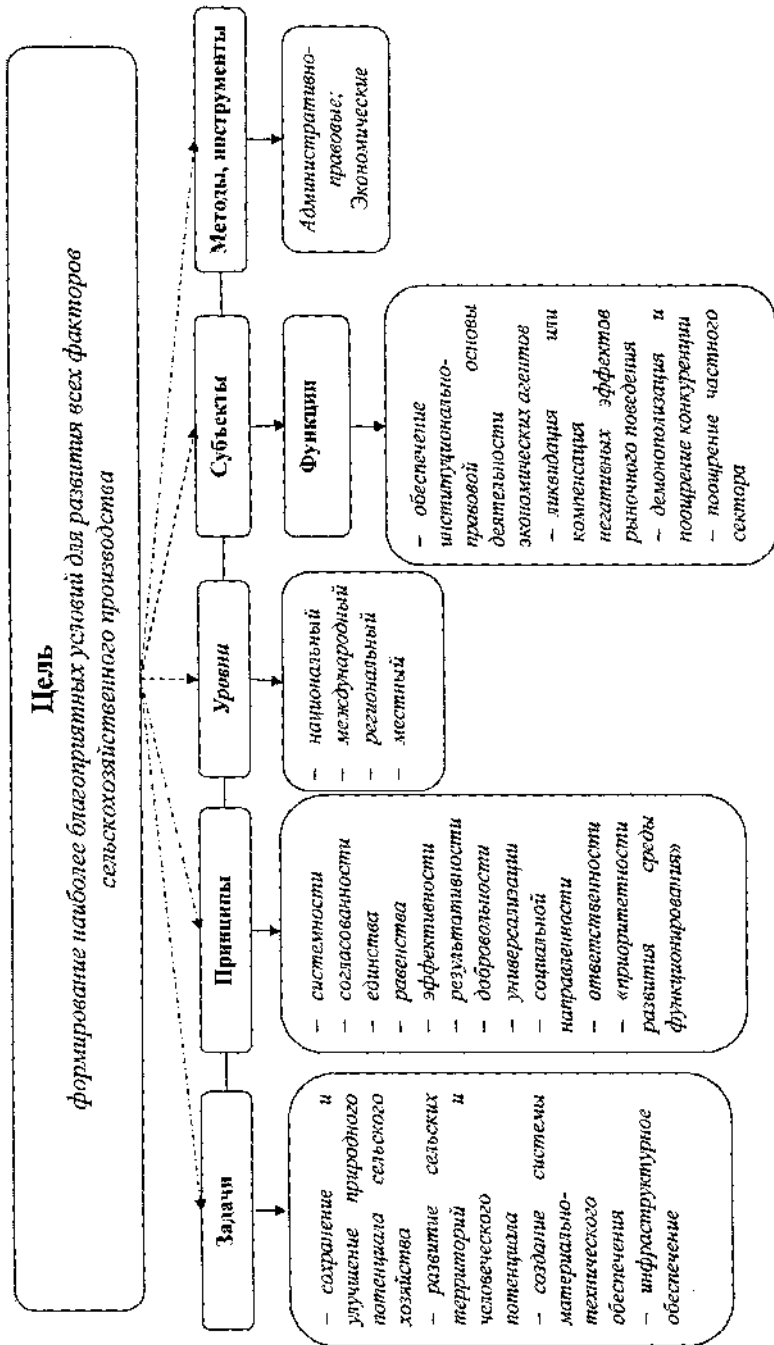 Цель
формирование наиболее благоприятных условий для развития всех факторов
сельскохозяйственного производства
Задачи
– сохранение и
улучшение природного
потенциала сельского
хозяйства
– развитие сельских
территорий и
человеческого
потенциала
– создание системы
материально-
технического
обеспечения
– инфраструктурное
обеспечение
Принципы
– системности
– согласованности
– единства
– равенства
– эффективности
– результативности
– добровольности
– универсализации
– социальной
направленности
– ответственности
– «приоритетности
развития среды
функционирования»
Уровни
– национальный
– международный
– региональный
– местный
Субъекты
Функции
– обеспечение
институционально-
правовой основы
деятельности
экономических агентов
– ликвидация или
компенсация
негативных эффектов
рыночного поведения
– демонополизация и
поощрение конкуренции
– поощрение частного
сектора
Методы, инструменты
Административно-
правовые;
Экономические